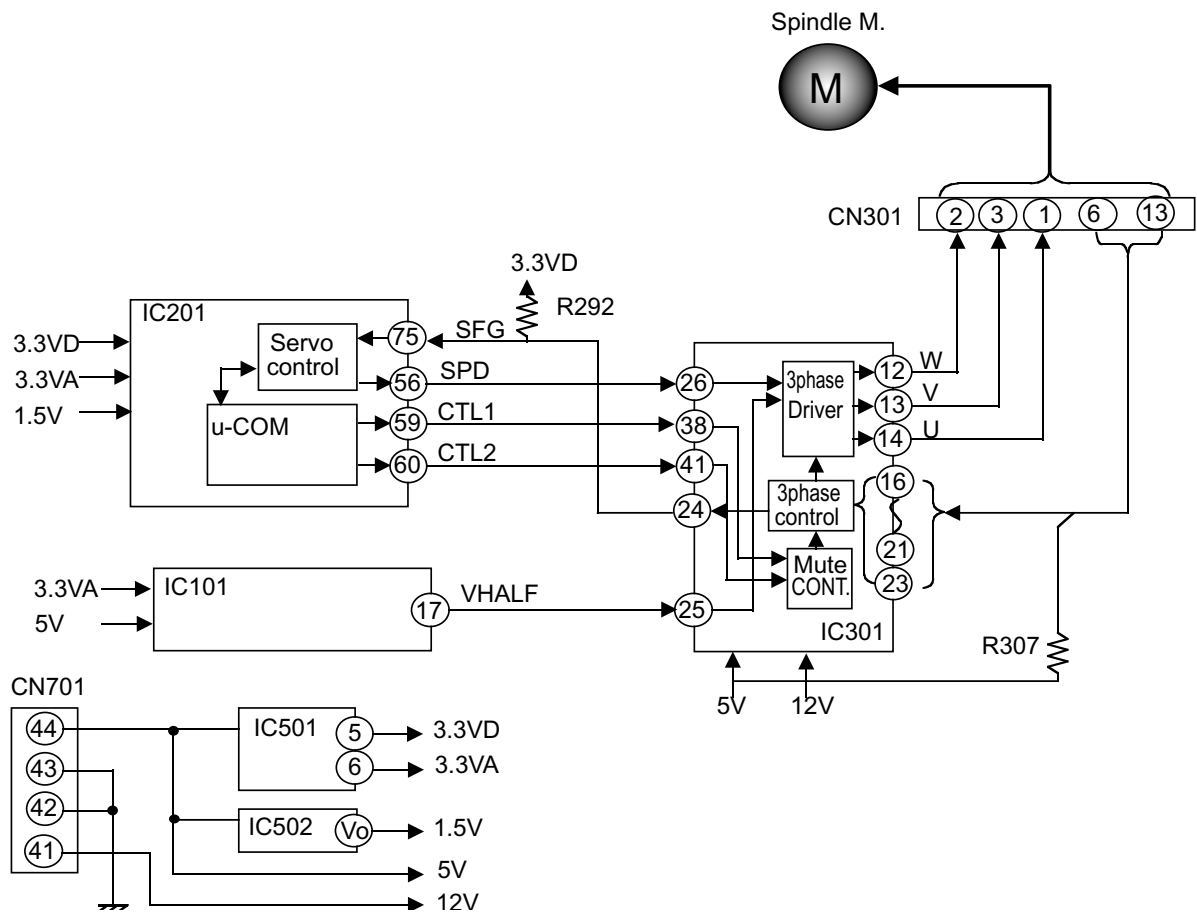 Spindle M.
M
CN301
2 3 1 6 13
3.3VD
R292
IC201
3.3VD
3.3VA
1.5V
Servo
control
u-COM
75 SFG
56 SPD
59 CTL1
60 CTL2
26
38
41
24
25
3phase
Driver
12 W
13 V
14 U
16
3phase
control
21
Mute
CONT.
23
IC301
R307
5V 12V
3.3VA
5V
IC101
17 VHALF
CN701
44
43
42
41
IC501
5 3.3VD
6 3.3VA
IC502
Vo 1.5V
5V
12V